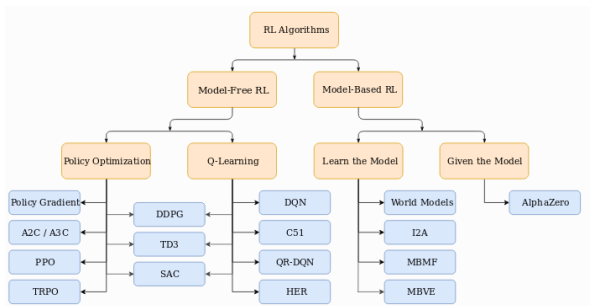 RL Algorithms
Model-Free RL
Model-Based RL
Policy Optimization
Q-Learning
Learn the Model
Given the Model
Policy Gradient
DDPG
DQN
World Models
AlphaZero
A2C / A3C
TD3
C51
I2A
PPO
SAC
QR-DQN
MBMF
TRPO
HER
MBVE